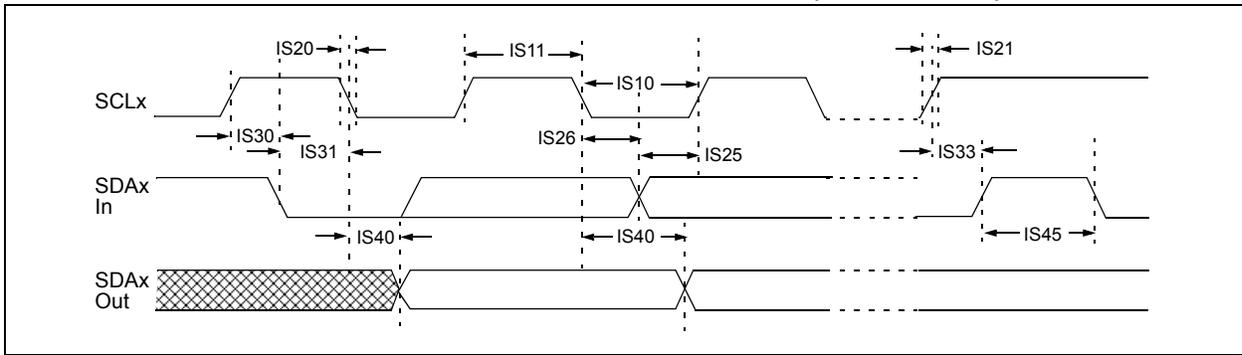 IS20
IS11
IS21
IS10
SCLx
IS30
IS26
IS31
IS25
IS33
SDAx
In
IS40
IS40
IS45
SDAx
Out